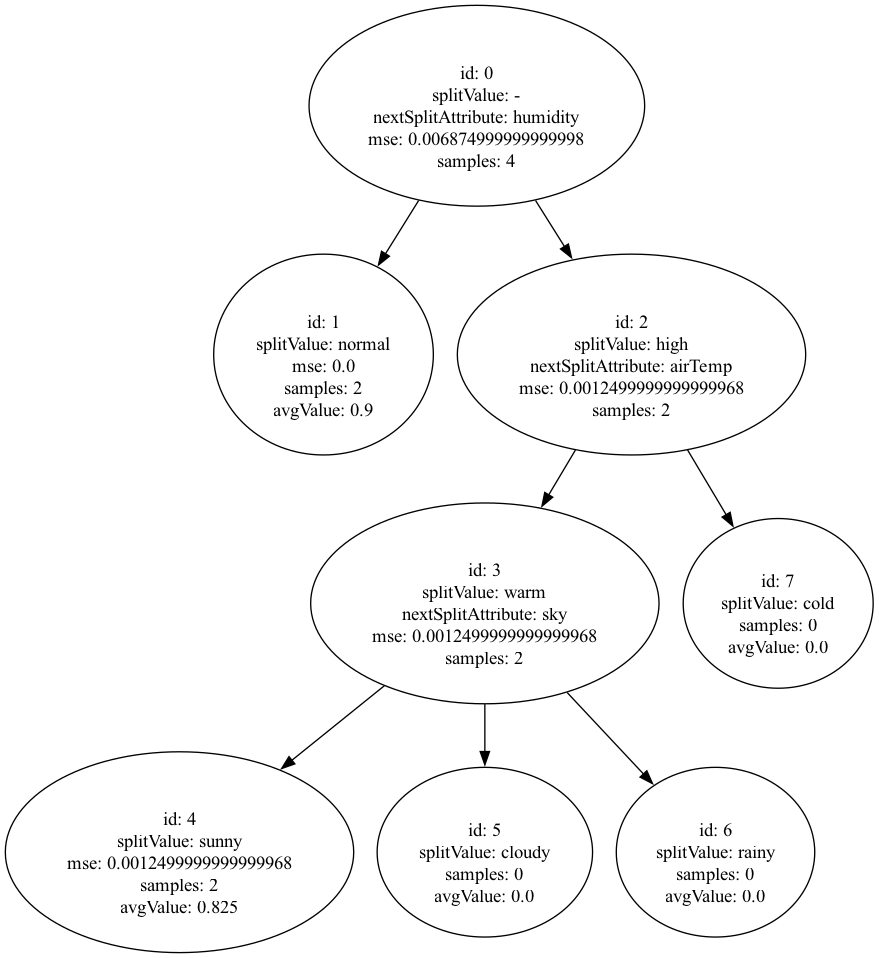 id: 0
splitValue: -
nextSplitAttribute: humidity
mse: 0.006874999999999998
samples: 4
id: 1
splitValue: normal
mse: 0.0
samples: 2
avgValue: 0.9
id: 2
splitValue: high
nextSplitAttribute: airTemp
mse: 0.0012499999999999968
samples: 2
id: 3
splitValue: warm
nextSplitAttribute: sky
mse: 0.0012499999999999968
samples: 2
id: 7
splitValue: cold
samples: 0
avgValue: 0.0
id: 4
splitValue: sunny
mse: 0.0012499999999999968
samples: 2
avgValue: 0.825
id: 5
splitValue: cloudy
samples: 0
avgValue: 0.0
id: 6
splitValue: rainy
samples: 0
avgValue: 0.0